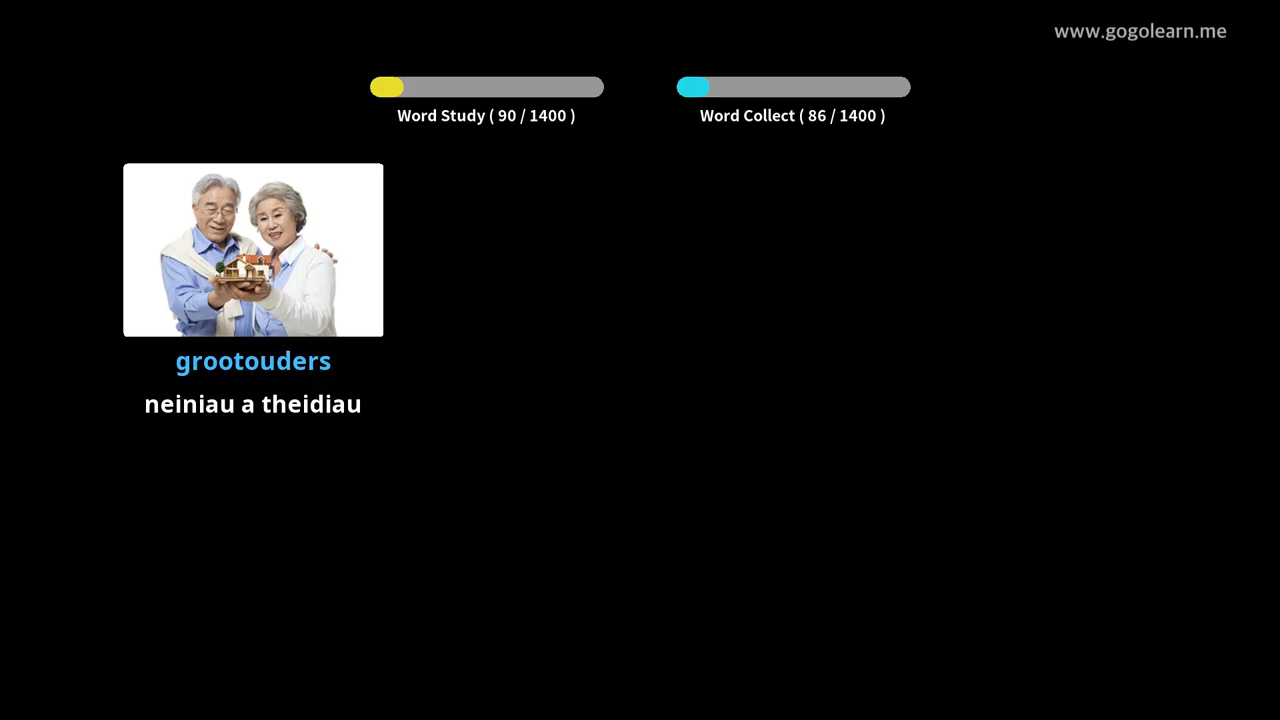 www.gogolearn.me
Word Study ( 90 / 1400 )
Word Collect ( 86 / 1400 )
grootouders
neiniau a theidiau